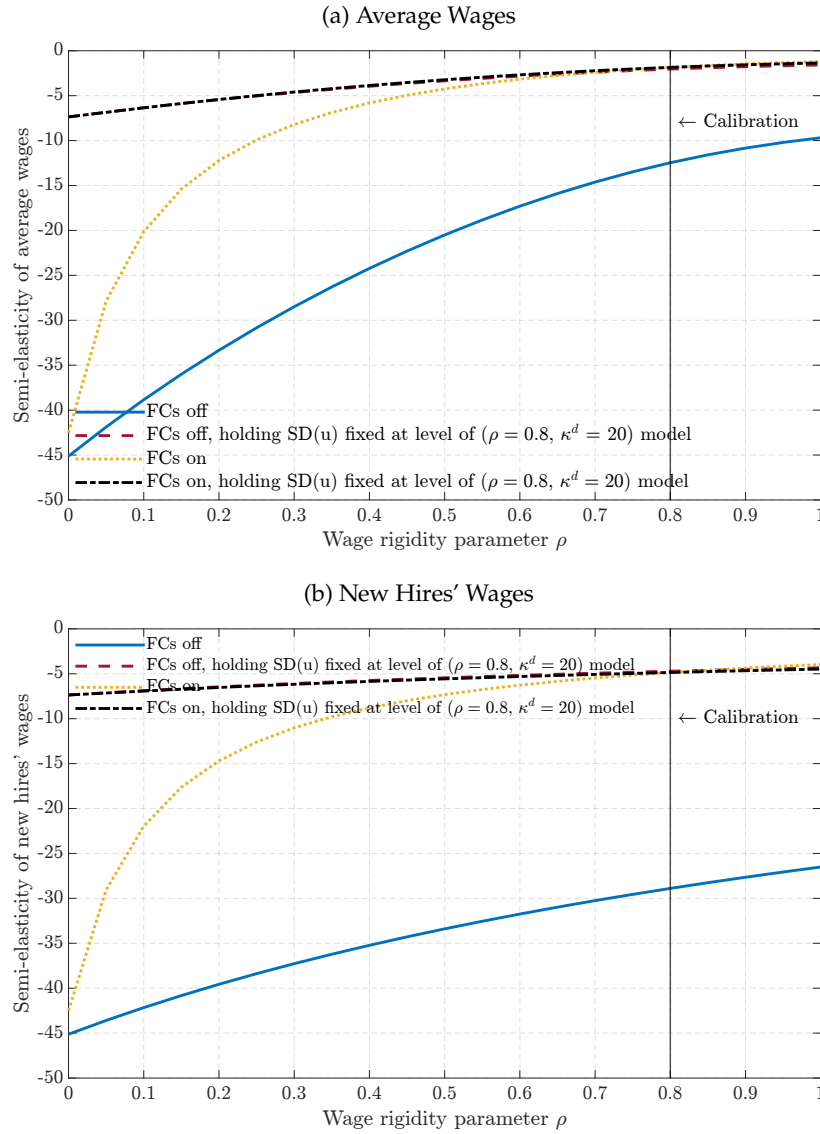 (a) Average Wages
0
-5
-10
-15
-20
-25
-30
-35
-40
-45
-50
Semi-elasticity of average wages
← Calibration
FCs off
FCs off, holding SD(u) fixed at level of (ρ = 0.8, κ^d = 20) model
FCs on
FCs on, holding SD(u) fixed at level of (ρ = 0.8, κ^d = 20) model
0 0.1 0.2 0.3 0.4 0.5 0.6 0.7 0.8 0.9 1
Wage rigidity parameter ρ
(b) New Hires' Wages
0
-5
-10
-15
-20
-25
-30
-35
-40
-45
-50
Semi-elasticity of new hires' wages
FCs off
FCs off, holding SD(u) fixed at level of (ρ = 0.8, κ^d = 20) model
FCs on
FCs on, holding SD(u) fixed at level of (ρ = 0.8, κ^d = 20) model
← Calibration
0 0.1 0.2 0.3 0.4 0.5 0.6 0.7 0.8 0.9 1
Wage rigidity parameter ρ